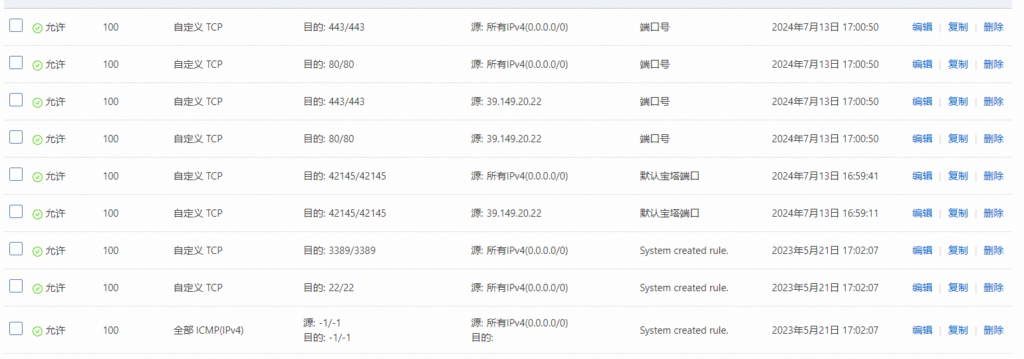 允许 100 自定义 TCP 目的: 443/443 源: 所有IPv4(0.0.0.0/0) 端口号 2024年7月13日 17:00:50 编辑 | 复制 | 删除
允许 100 自定义 TCP 目的: 80/80 源: 所有IPv4(0.0.0.0/0) 端口号 2024年7月13日 17:00:50 编辑 | 复制 | 删除
允许 100 自定义 TCP 目的: 443/443 源: 39.149.20.22 端口号 2024年7月13日 17:00:50 编辑 | 复制 | 删除
允许 100 自定义 TCP 目的: 80/80 源: 39.149.20.22 端口号 2024年7月13日 17:00:50 编辑 | 复制 | 删除
允许 100 自定义 TCP 目的: 42145/42145 源: 所有IPv4(0.0.0.0/0) 默认宝塔端口 2024年7月13日 16:59:41 编辑 | 复制 | 删除
允许 100 自定义 TCP 目的: 42145/42145 源: 39.149.20.22 默认宝塔端口 2024年7月13日 16:59:11 编辑 | 复制 | 删除
允许 100 自定义 TCP 目的: 3389/3389 源: 所有IPv4(0.0.0.0/0) System created rule. 2023年5月21日 17:02:07 编辑 | 复制 | 删除
允许 100 自定义 TCP 目的: 22/22 源: 所有IPv4(0.0.0.0/0) System created rule. 2023年5月21日 17:02:07 编辑 | 复制 | 删除
允许 100 全部 ICMP(IPv4) 源: -1/-1 源: 所有IPv4(0.0.0.0/0) System created rule. 2023年5月21日 17:02:07 编辑 | 复制 | 删除
目的: -1/-1 目的: